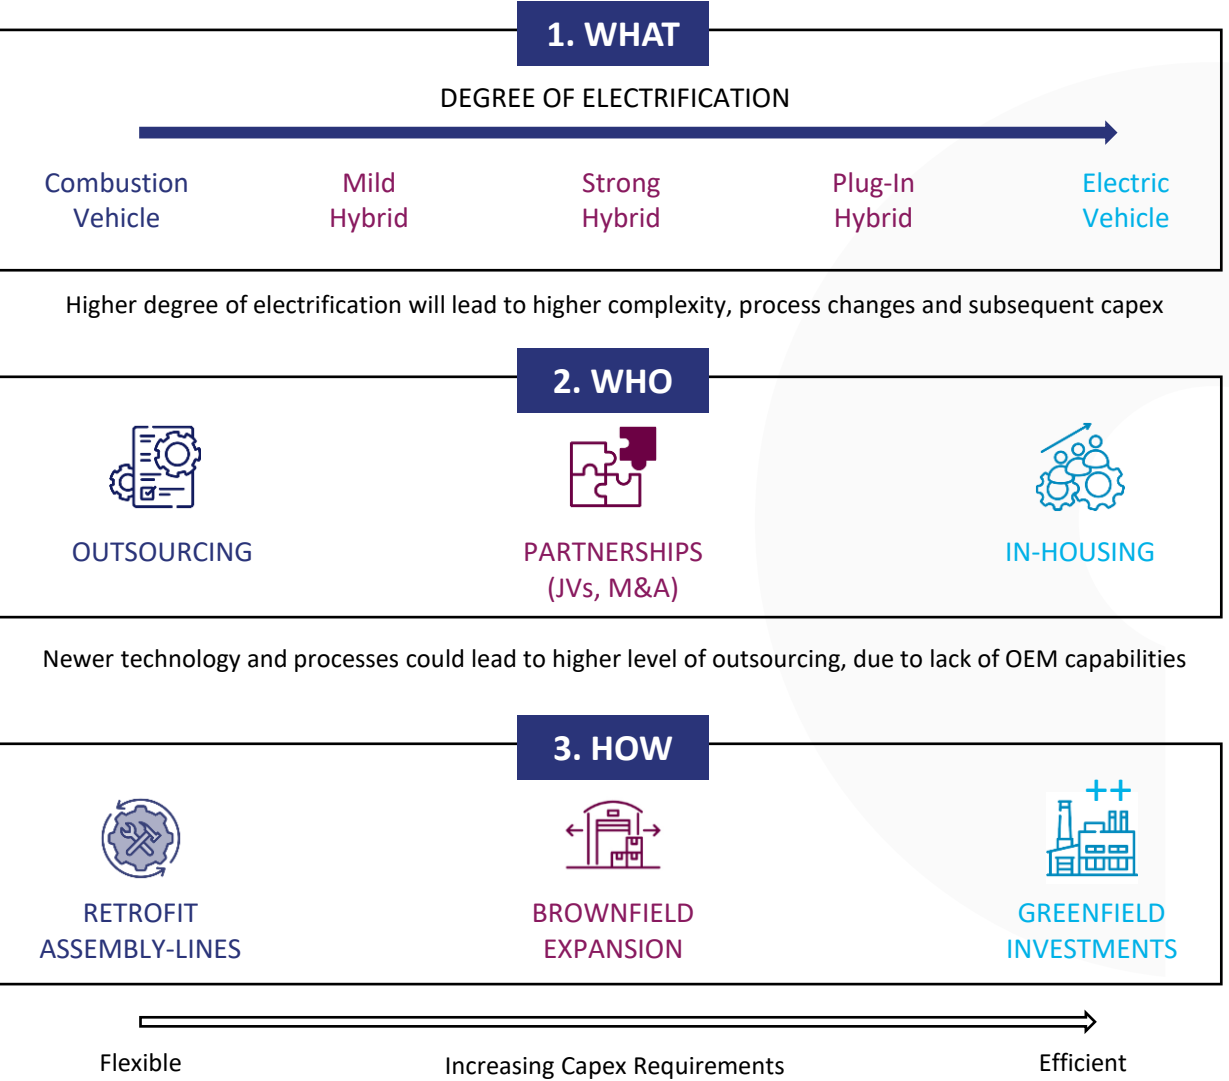 1. WHAT
DEGREE OF ELECTRIFICATION
Combustion
Vehicle
Mild
Hybrid
Strong
Hybrid
Plug-In
Hybrid
Electric
Vehicle
Higher degree of electrification will lead to higher complexity, process changes and subsequent capex
2. WHO
OUTSOURCING
PARTNERSHIPS
(JVs, M&A)
IN-HOUSING
Newer technology and processes could lead to higher level of outsourcing, due to lack of OEM capabilities
3. HOW
++
RETROFIT
ASSEMBLY-LINES
BROWNFIELD
EXPANSION
GREENFIELD
INVESTMENTS
Flexible
Increasing Capex Requirements
Efficient